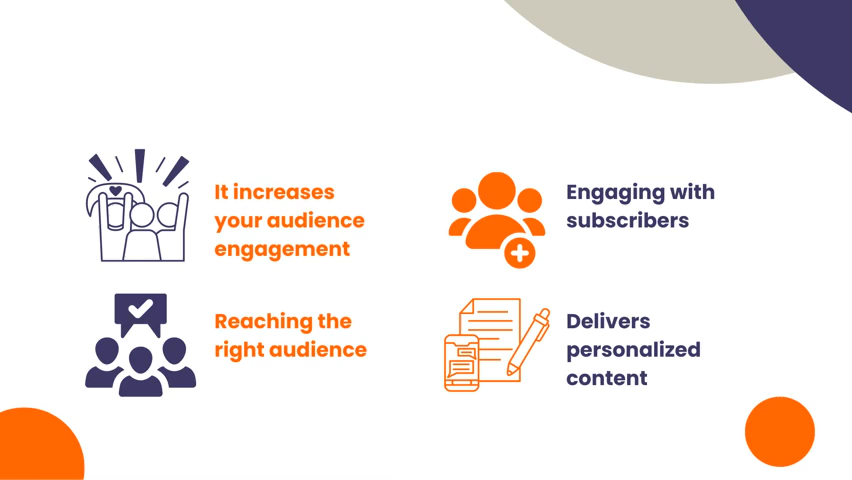 It increases
your audience
engagement
Engaging with
subscribers
Reaching the
right audience
Delivers
personalized
content